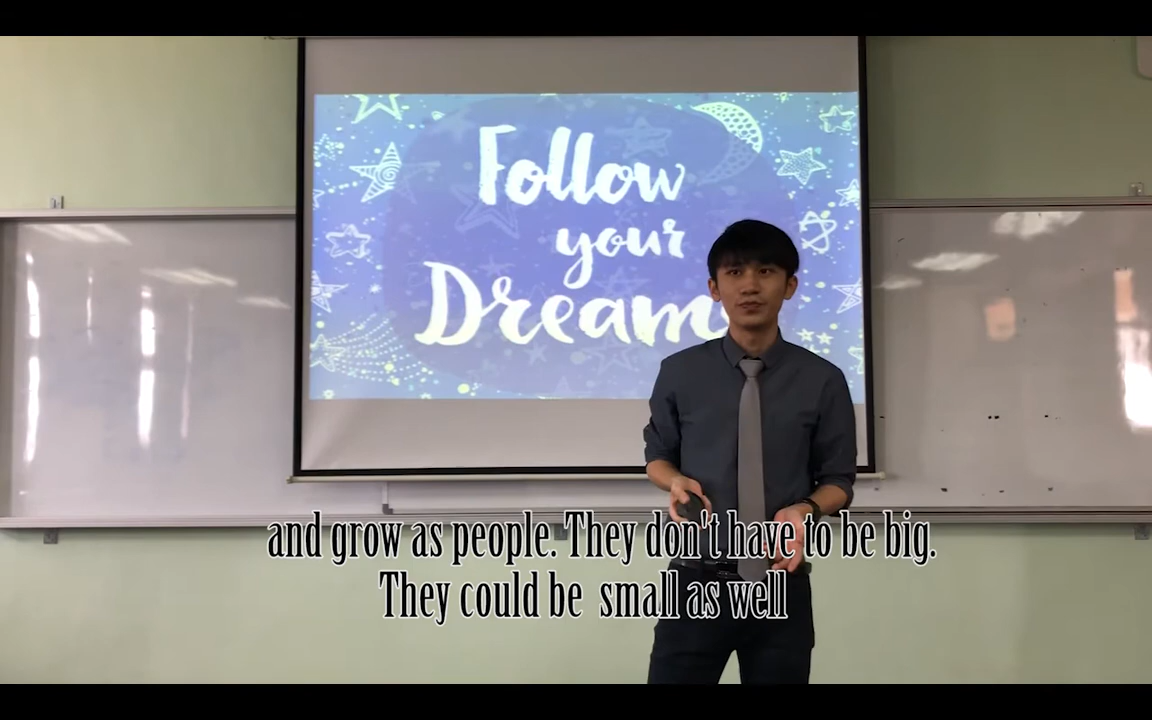 Follow
your
Dream
and grow as people. They don't have to be big.
They could be small as well